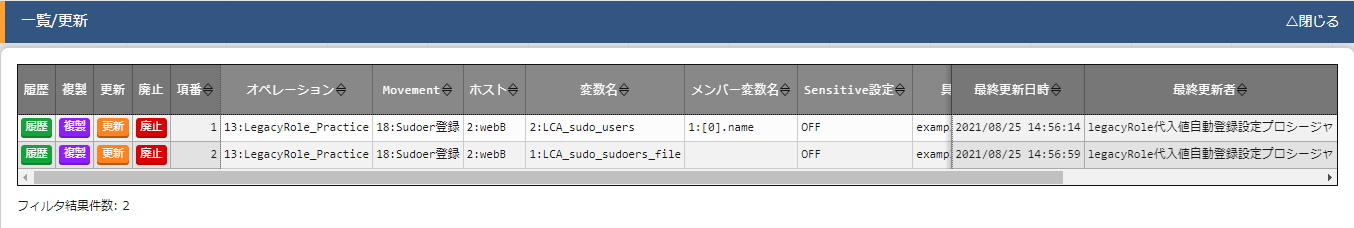 一覧/更新 △閉じる
履歴 複製 更新 廃止 項番 オペレーション Movement ホスト 変数名 メンバー変数名 Sensitive設定 具 最終更新日時 最終更新者
履歴 複製 更新 廃止 1 13:LegacyRole_Practice 18:Sudoer登録 2:webB 2:LCA_sudo_users 1:[0].name OFF examp 2021/08/25 14:56:14 legacyRole代入値自動登録設定プロシージャ
履歴 複製 更新 廃止 2 13:LegacyRole_Practice 18:Sudoer登録 2:webB 1:LCA_sudo_sudoers_file OFF examp 2021/08/25 14:56:59 legacyRole代入値自動登録設定プロシージャ
フィルタ結果件数: 2